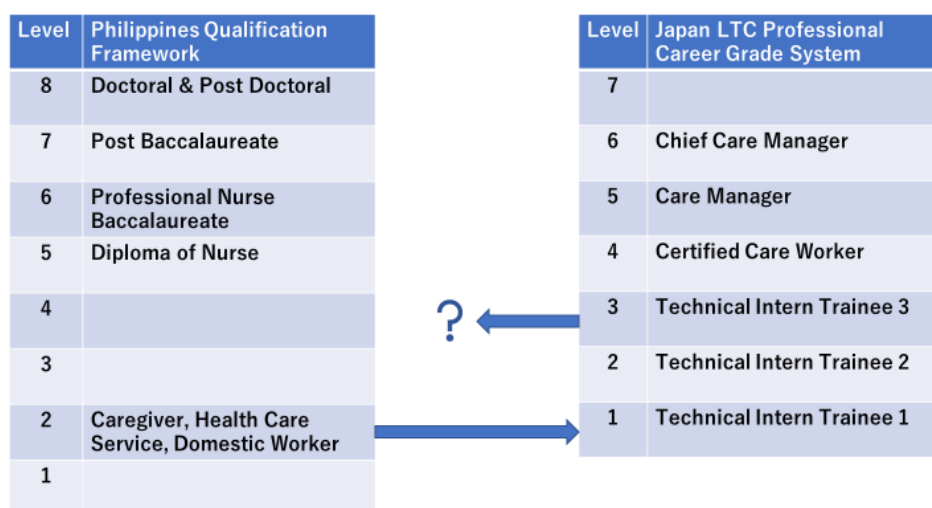 Level Philippines Qualification
Framework
8 Doctoral & Post Doctoral
7 Post Baccalaureate
6 Professional Nurse
Baccalaureate
5 Diploma of Nurse
4
3
2 Caregiver, Health Care
Service, Domestic Worker
1
?
Level Japan LTC Professional
Career Grade System
7
6 Chief Care Manager
5 Care Manager
4 Certified Care Worker
3 Technical Intern Trainee 3
2 Technical Intern Trainee 2
1 Technical Intern Trainee 1